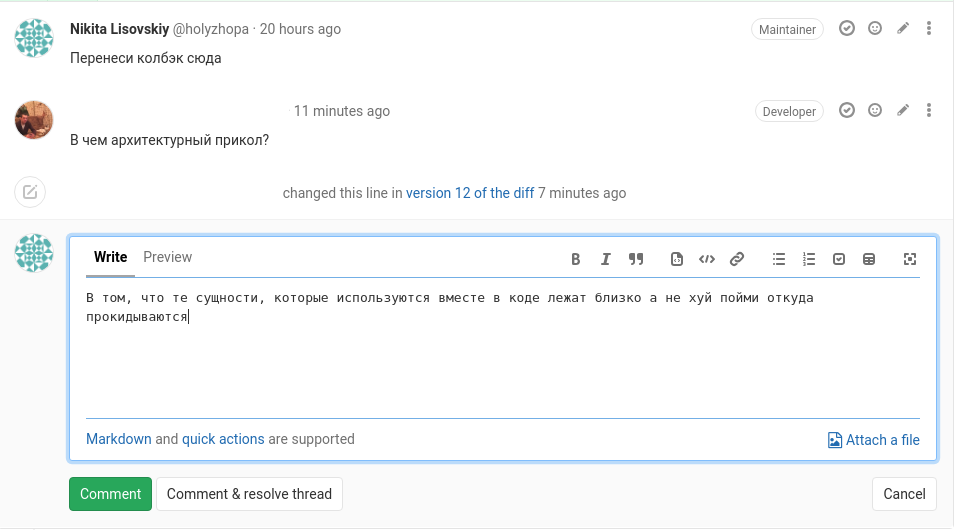 Nikita Lisovskiy @holyzhopa · 20 hours ago Maintainer
Перенеси колбэк сюда
11 minutes ago Developer
В чем архитектурный прикол?
changed this line in version 12 of the diff 7 minutes ago
Write Preview
В том, что те сущности, которые используются вместе в коде лежат близко а не хуй пойми откуда
прокидываются
Markdown and quick actions are supported Attach a file
Comment Comment & resolve thread Cancel